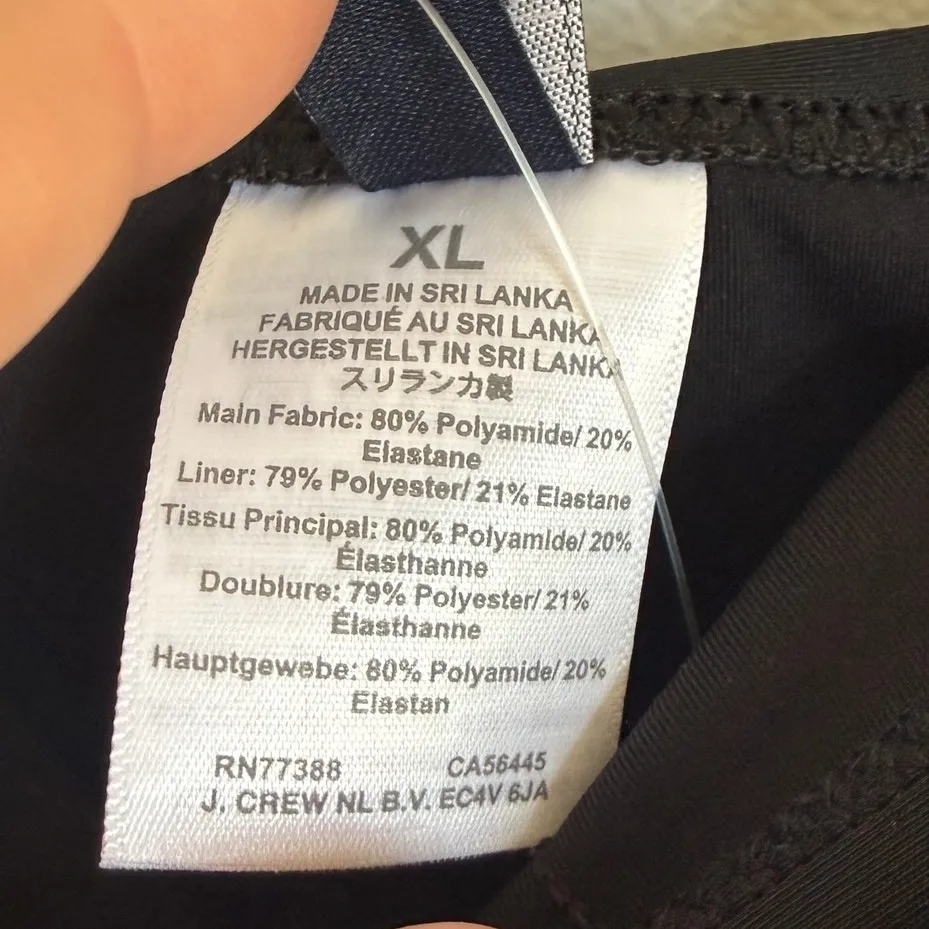 XL
MADE IN SRI LANKA
FABRIQUÉ AU SRI LANKA
HERGESTELLT IN SRI LANKA
スリランカ製
Main Fabric: 80% Polyamide/ 20%
Elastane
Liner: 79% Polyester/ 21% Elastane
Tissu Principal: 80% Polyamide/ 20%
Élasthanne
Doublure: 79% Polyester/ 21%
Élasthanne
Hauptgewebe: 80% Polyamide/ 20%
Elastan
RN77388 CA56445
J. CREW NL B.V. EC4V 6JA